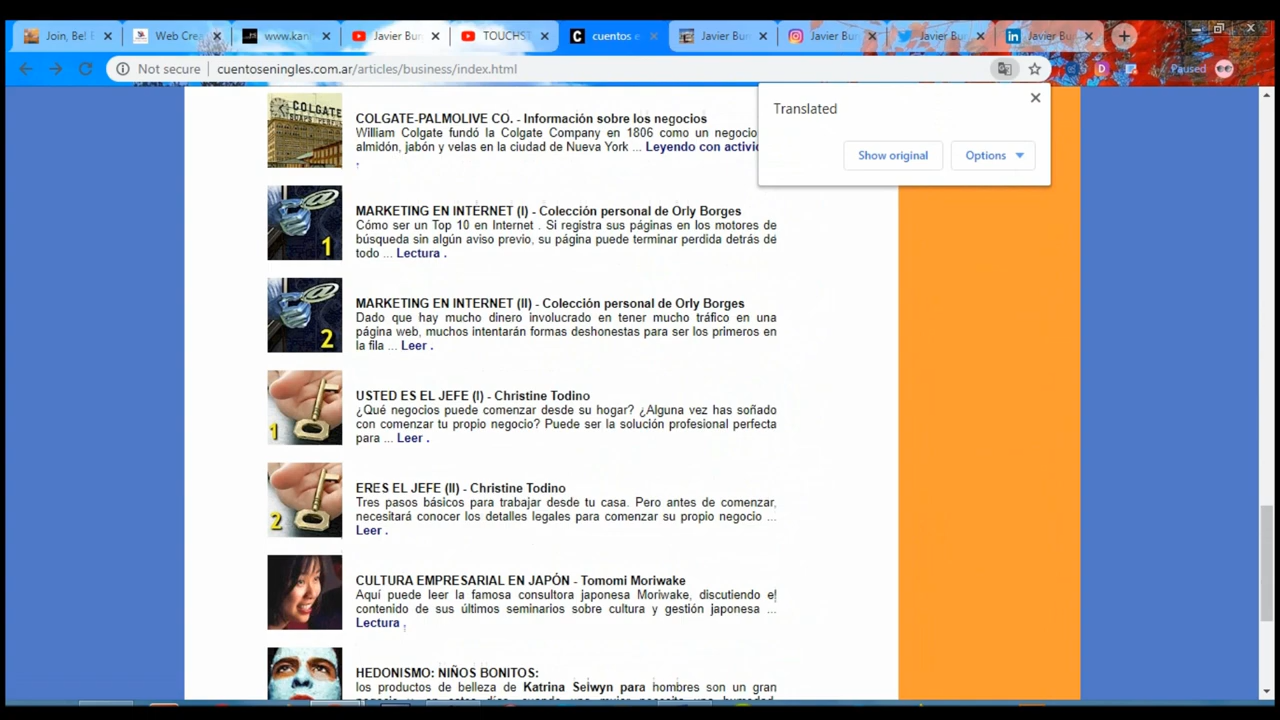 Join, Be! E
Web Crea
www.kan
Javier Bur
TOUCHST
cuentos e
Javier Bur
Javier Bur
Javier Bur
Javier Bur
Not secure
cuentoseningles.com.ar/articles/business/index.html
Paused
Translated
Show original
Options
COLGATE
COLGATE-PALMOLIVE CO. - Información sobre los negocios
William Colgate fundó la Colgate Company en 1806 como un negocio
almidón, jabón y velas en la ciudad de Nueva York ... Leyendo con activi
.
1
MARKETING EN INTERNET (I) - Colección personal de Orly Borges
Cómo ser un Top 10 en Internet . Si registra sus páginas en los motores de
búsqueda sin algún aviso previo, su página puede terminar perdida detrás de
todo ... Lectura .
2
MARKETING EN INTERNET (II) - Colección personal de Orly Borges
Dado que hay mucho dinero involucrado en tener mucho tráfico en una
página web, muchos intentarán formas deshonestas para ser los primeros en
la fila ... Leer .
1
USTED ES EL JEFE (I) - Christine Todino
¿Qué negocios puede comenzar desde su hogar? ¿Alguna vez has soñado
con comenzar tu propio negocio? Puede ser la solución profesional perfecta
para ... Leer .
2
ERES EL JEFE (II) - Christine Todino
Tres pasos básicos para trabajar desde tu casa. Pero antes de comenzar,
necesitará conocer los detalles legales para comenzar su propio negocio ...
Leer .
CULTURA EMPRESARIAL EN JAPÓN - Tomomi Moriwake
Aquí puede leer la famosa consultora japonesa Moriwake, discutiendo el
contenido de sus últimos seminarios sobre cultura y gestión japonesa ...
Lectura .
HEDONISMO: NIÑOS BONITOS:
los productos de belleza de Katrina Selwyn para hombres son un gran